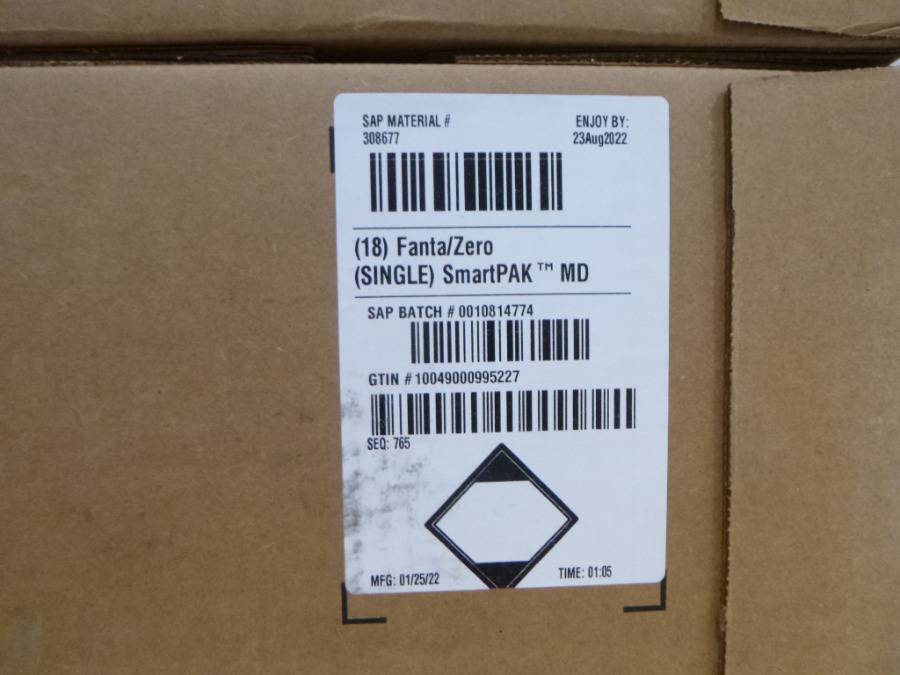 SAP MATERIAL #
308677
ENJOY BY:
23Aug2022
(18) Fanta/Zero
(SINGLE) SmartPAK™ MD
SAP BATCH # 0010814774
GTIN # 10049000995227
SEQ: 765
MFG: 01/25/22
TIME: 01:05